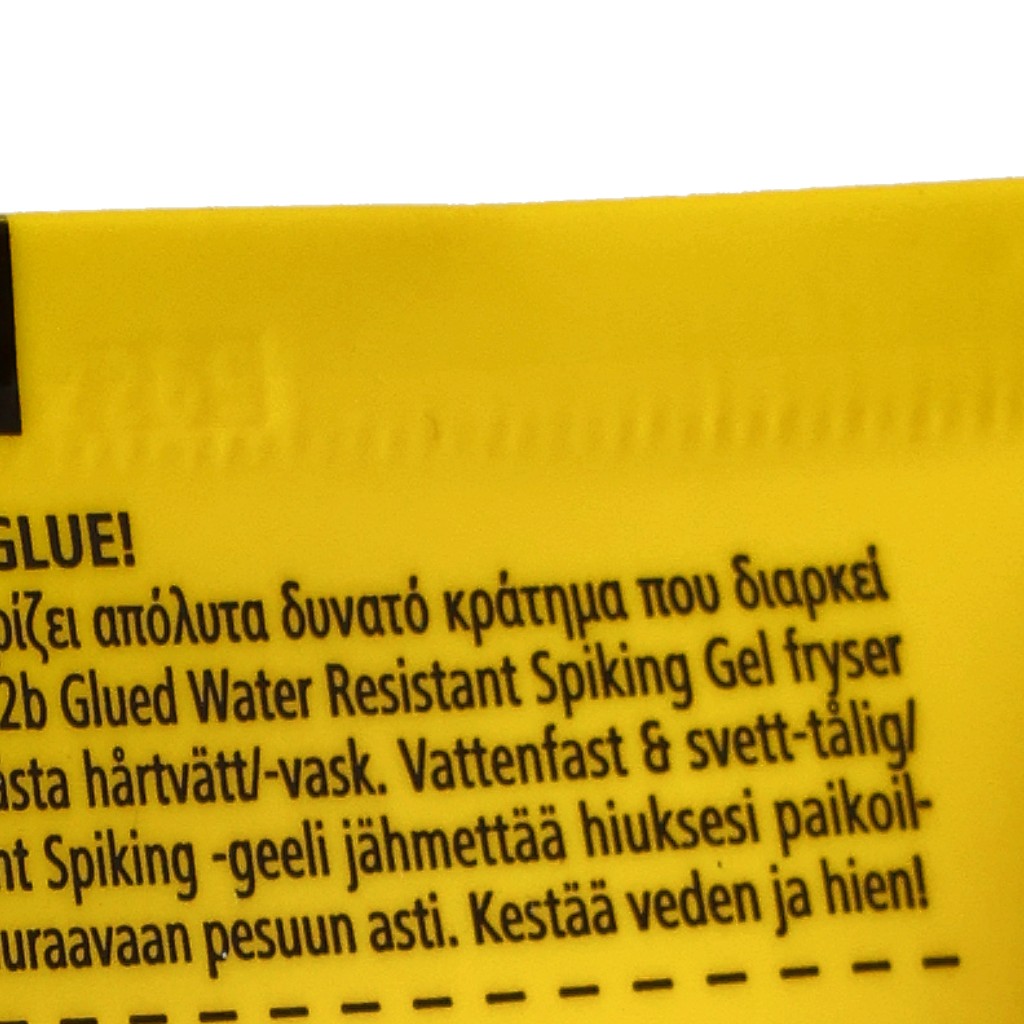 GLUE!
ρίζει απόλυτα δυνατό κράτημα που διαρκεί
2b Glued Water Resistant Spiking Gel fryser
hårtvätt/-vask. Vattenfast & svett-tålig/
nt Spiking -geeli jähmettää hiuksesi paikoil-
uraavaan pesuun asti. Kestää veden ja hien!